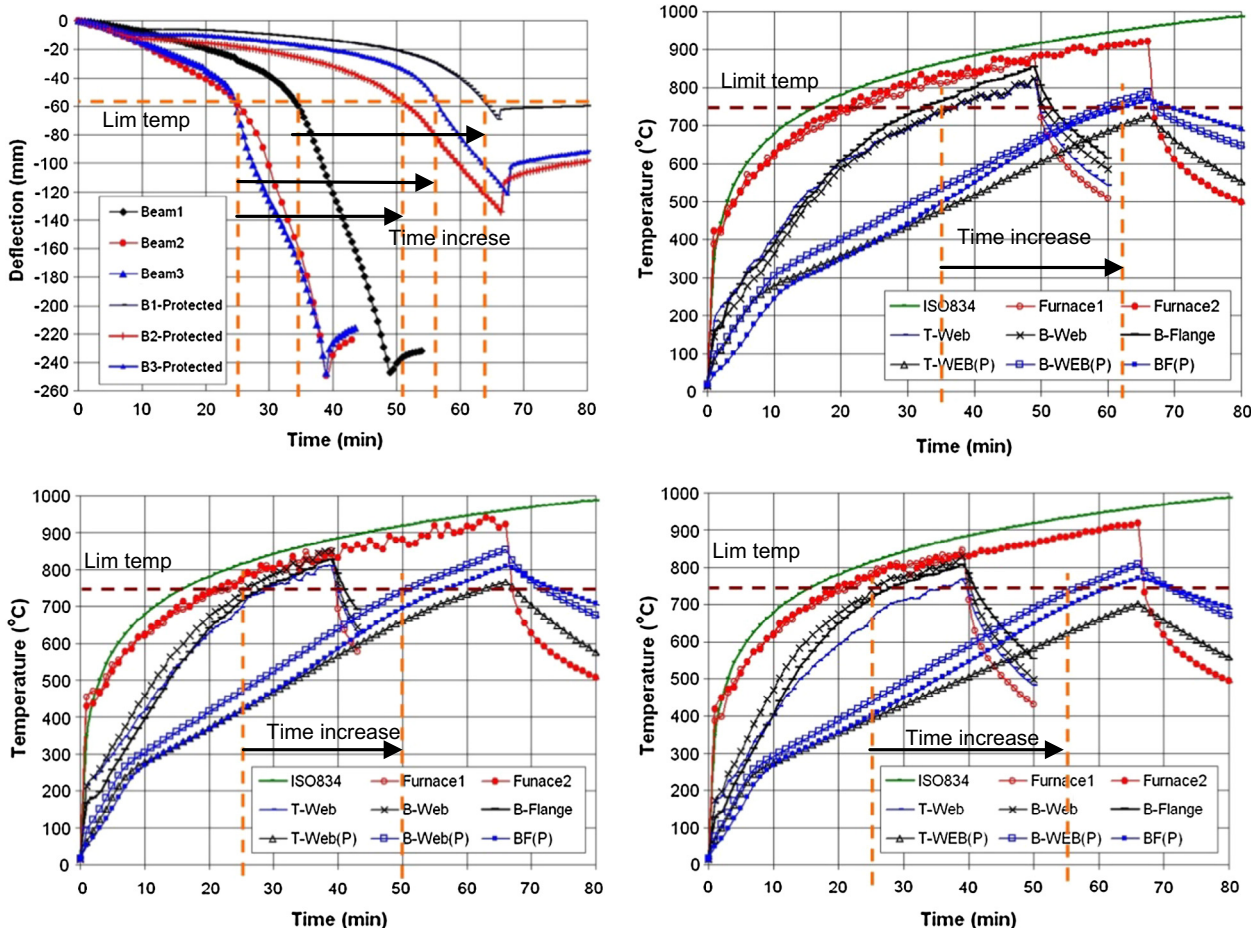 0
-20
-40
-60
-80
-100
-120
-140
-160
-180
-200
-220
-240
-260
Deflection (mm)
Lim temp
Time increse
Beam1
Beam2
Beam3
B1-Protected
B2-Protected
B3-Protected
0 10 20 30 40 50 60 70 80
Time (min)
1000
900
800
700
600
500
400
300
200
100
0
Temperature (°C)
Limit temp
Time increase
ISO834 Furnace1 Furnace2
T-Web B-Web B-Flange
T-WEB(P) B-WEB(P) BF(P)
0 10 20 30 40 50 60 70 80
Time (min)
1000
900
800
700
600
500
400
300
200
100
0
Temperature (°C)
Lim temp
Time increase
ISO834 Furnace1 Funace2
T-Web B-Web B-Flange
T-Web(P) B-Web(P) BF(P)
0 10 20 30 40 50 60 70 80
Time (min)
1000
900
800
700
600
500
400
300
200
100
0
Temperature (°C)
Lim temp
Time increase
ISO834 Furnace1 Furnace2
T-Web B-Web B-Flange
T-WEB(P) B-WEB(P) BF(P)
0 10 20 30 40 50 60 70 80
Time (min)